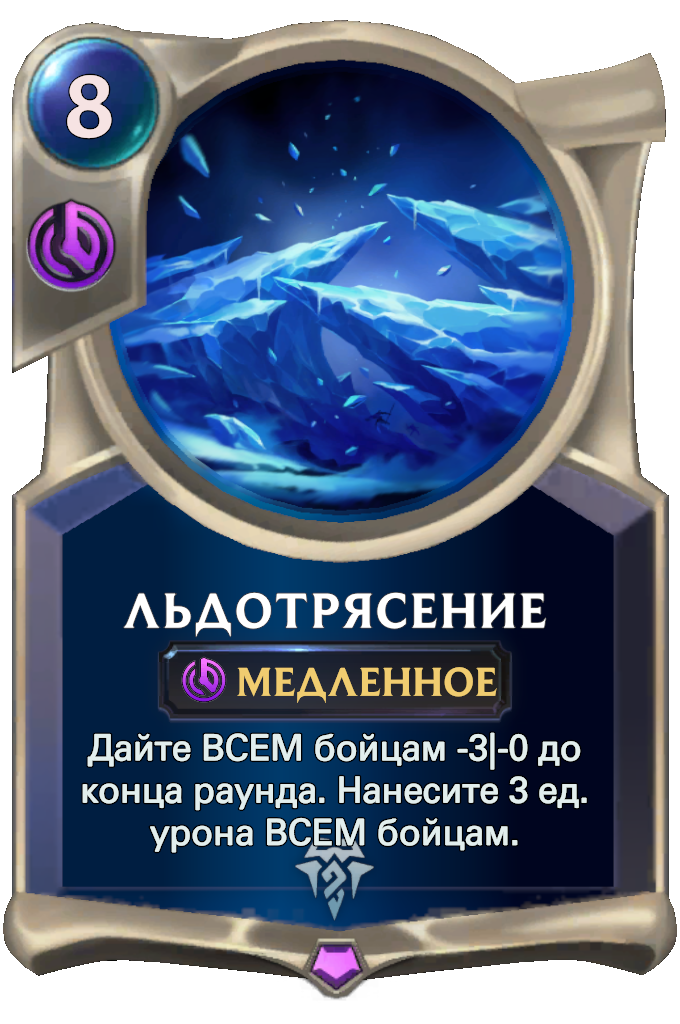 8
ЛЬДОТРЯСЕНИЕ
МЕДЛЕННОЕ
Дайте ВСЕМ бойцам -3|-0 до
конца раунда. Нанесите 3 ед.
урона ВСЕМ бойцам.